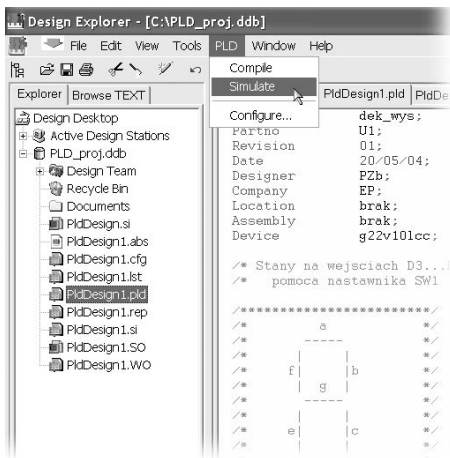 Design Explorer - [C:\PLD_proj.ddb]
File Edit View Tools PLD Window Help
Compile
Simulate
Configure...
Explorer Browse TEXT
PldDesign1.pld PldDe
Design Desktop
Active Design Stations
PLD_proj.ddb
Design Team
Recycle Bin
Documents
PldDesign.si
PldDesign1.abs
PldDesign1.cfg
PldDesign1.lst
PldDesign1.pld
PldDesign1.rep
PldDesign1.si
PldDesign1.SO
PldDesign1.WO
dek_wys;
Partno U1;
Revision 01;
Date 20/05/04;
Designer PZb;
Company EP;
Location brak;
Assembly brak;
Device g22v10lcc;
/* Stany na wejsciach D3...
/* pomoca nastawnika SW1
/***********************/
/* a */
/* ----- */
/* | | */
/* f| |b */
/* | g | */
/* ----- */
/* | | */
/* e| |c */
/* | | */